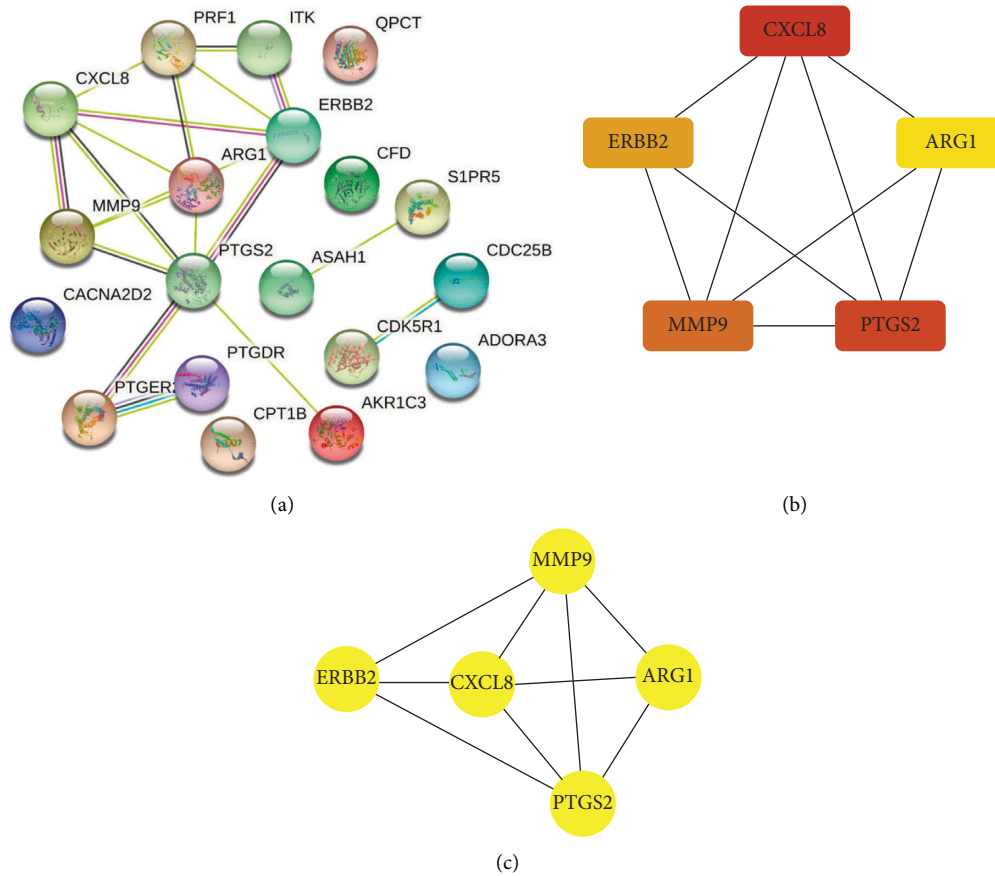 PRF1
ITK
QPCT
CXCL8
ERBB2
ARG1
CFD
S1PR5
MMP9
PTGS2
ASAH1
CDC25B
CACNA2D2
CDK5R1
ADORA3
PTGDR
PTGER2
CPT1B
AKR1C3
(a)
CXCL8
ERBB2
ARG1
MMP9
PTGS2
(b)
MMP9
ERBB2
CXCL8
ARG1
PTGS2
(c)